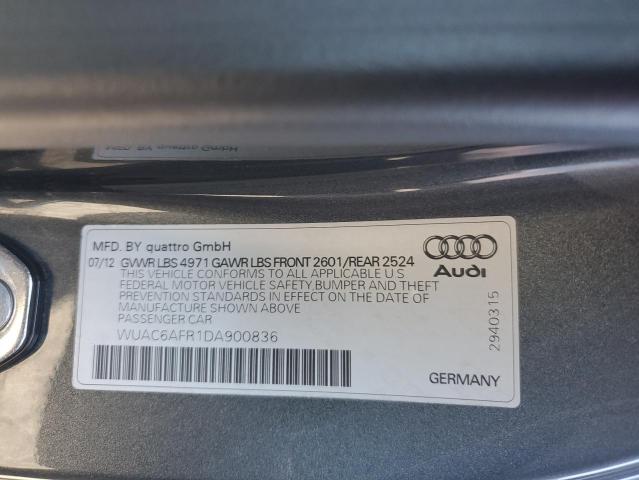 MFD. BY quattro GmbH
07/12 GVWR LBS 4971 GAWR LBS FRONT 2601/REAR 2524
THIS VEHICLE CONFORMS TO ALL APPLICABLE U S
FEDERAL MOTOR VEHICLE SAFETY,BUMPER AND THEFT
PREVENTION STANDARDS IN EFFECT ON THE DATE OF
MANUFACTURE SHOWN ABOVE
PASSENGER CAR
WUAC6AFR1DA900836
Audi
2940315
GERMANY